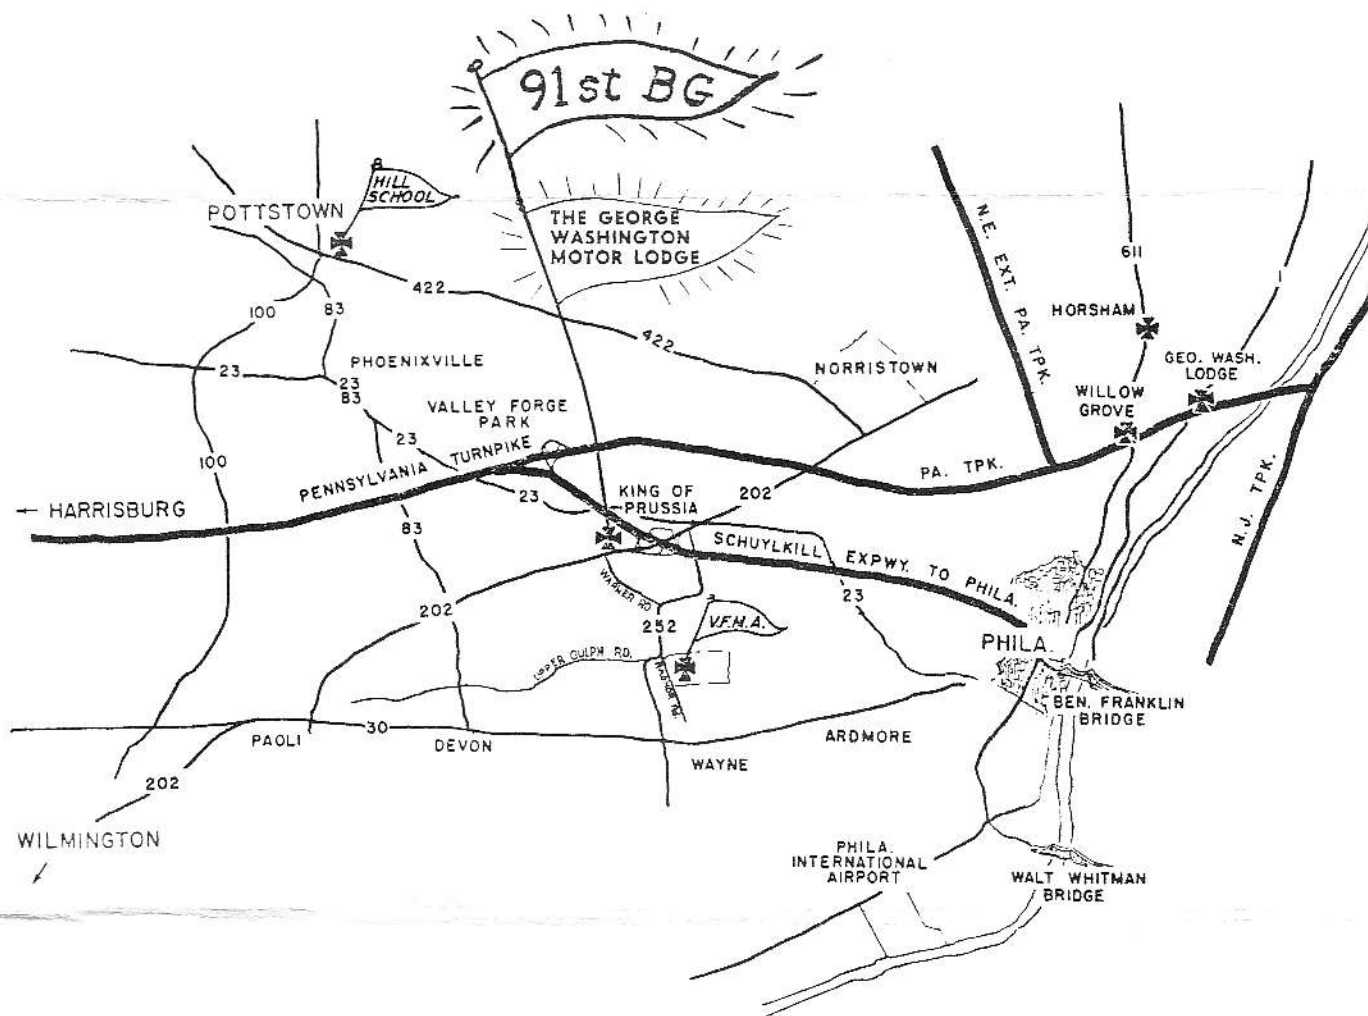 91st BG
HILL
SCHOOL
POTTSTOWN
THE GEORGE
WASHINGTON
MOTOR LODGE
N.E. EXT. PA. TPK.
611
1
HORSHAM
GEO. WASH.
LODGE
422
100
83
422
PHOENIXVILLE
23
23
83
NORRISTOWN
WILLOW
GROVE
VALLEY FORGE
PARK
23
100
PENNSYLVANIA TURNPIKE
PA. TPK.
N.J. TPK.
← HARRISBURG
23
KING OF
PRUSSIA
202
83
SCHUYLKILL EXPWY. TO PHILA.
WARNER RD.
23
202
252
V.F.M.A.
PHILA.
UPPER GULPH RD.
RADNOR RD.
BEN. FRANKLIN
BRIDGE
30
PAOLI
DEVON
ARDMORE
WAYNE
202
WILMINGTON
PHILA.
INTERNATIONAL
AIRPORT
WALT WHITMAN
BRIDGE